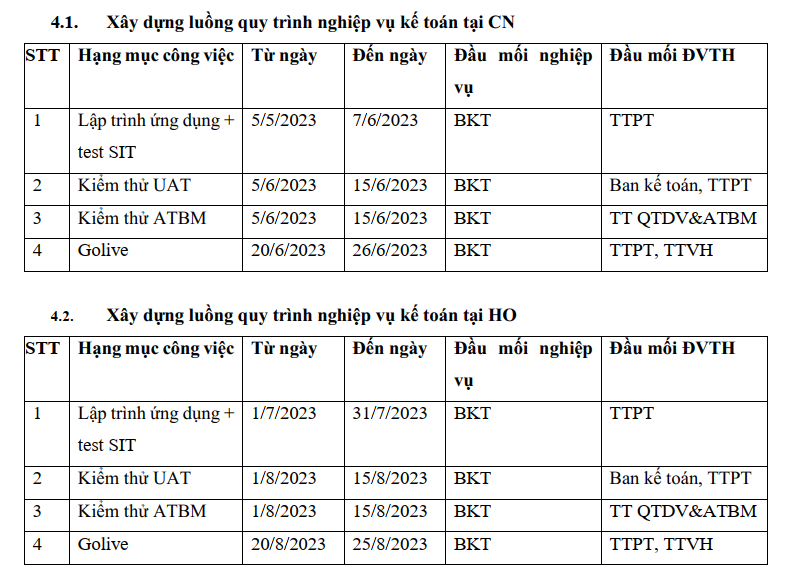 4.1. Xây dựng luồng quy trình nghiệp vụ kế toán tại CN
STT Hạng mục công việc Từ ngày Đến ngày Đầu mối nghiệp vụ Đầu mối ĐVTH
1 Lập trình ứng dụng + test SIT 5/5/2023 7/6/2023 BKT TTPT
2 Kiểm thử UAT 5/6/2023 15/6/2023 BKT Ban kế toán, TTPT
3 Kiểm thử ATBM 5/6/2023 15/6/2023 BKT TT QTDV&ATBM
4 Golive 20/6/2023 26/6/2023 BKT TTPT, TTVH
4.2. Xây dựng luồng quy trình nghiệp vụ kế toán tại HO
STT Hạng mục công việc Từ ngày Đến ngày Đầu mối nghiệp vụ Đầu mối ĐVTH
1 Lập trình ứng dụng + test SIT 1/7/2023 31/7/2023 BKT TTPT
2 Kiểm thử UAT 1/8/2023 15/8/2023 BKT Ban kế toán, TTPT
3 Kiểm thử ATBM 1/8/2023 15/8/2023 BKT TT QTDV&ATBM
4 Golive 20/8/2023 25/8/2023 BKT TTPT, TTVH